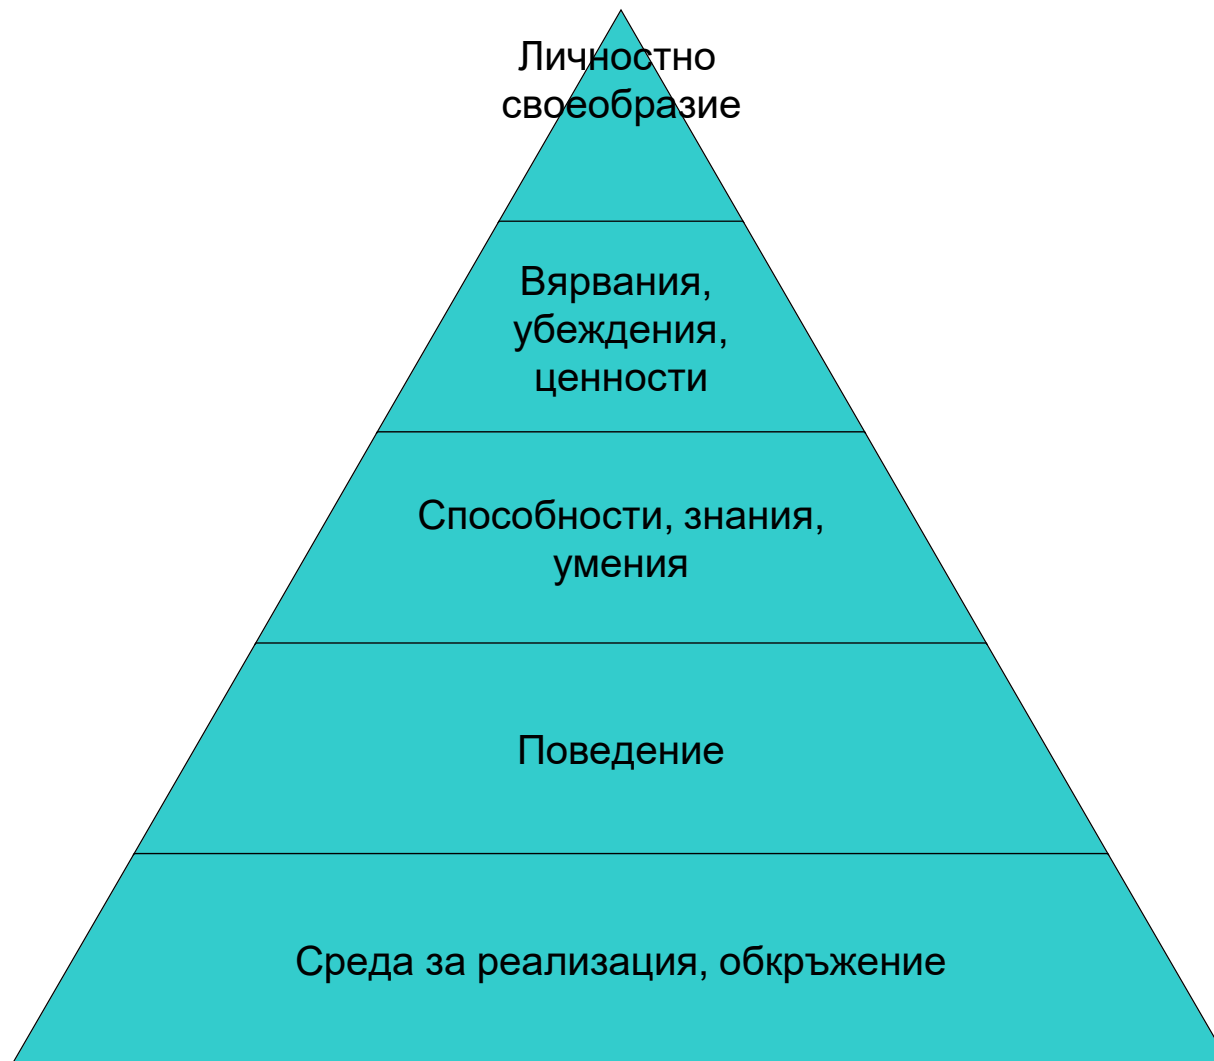 Личностно
своеобразие
Вярвания,
убеждения,
ценности
Способности, знания,
умения
Поведение
Среда за реализация, обкръжение